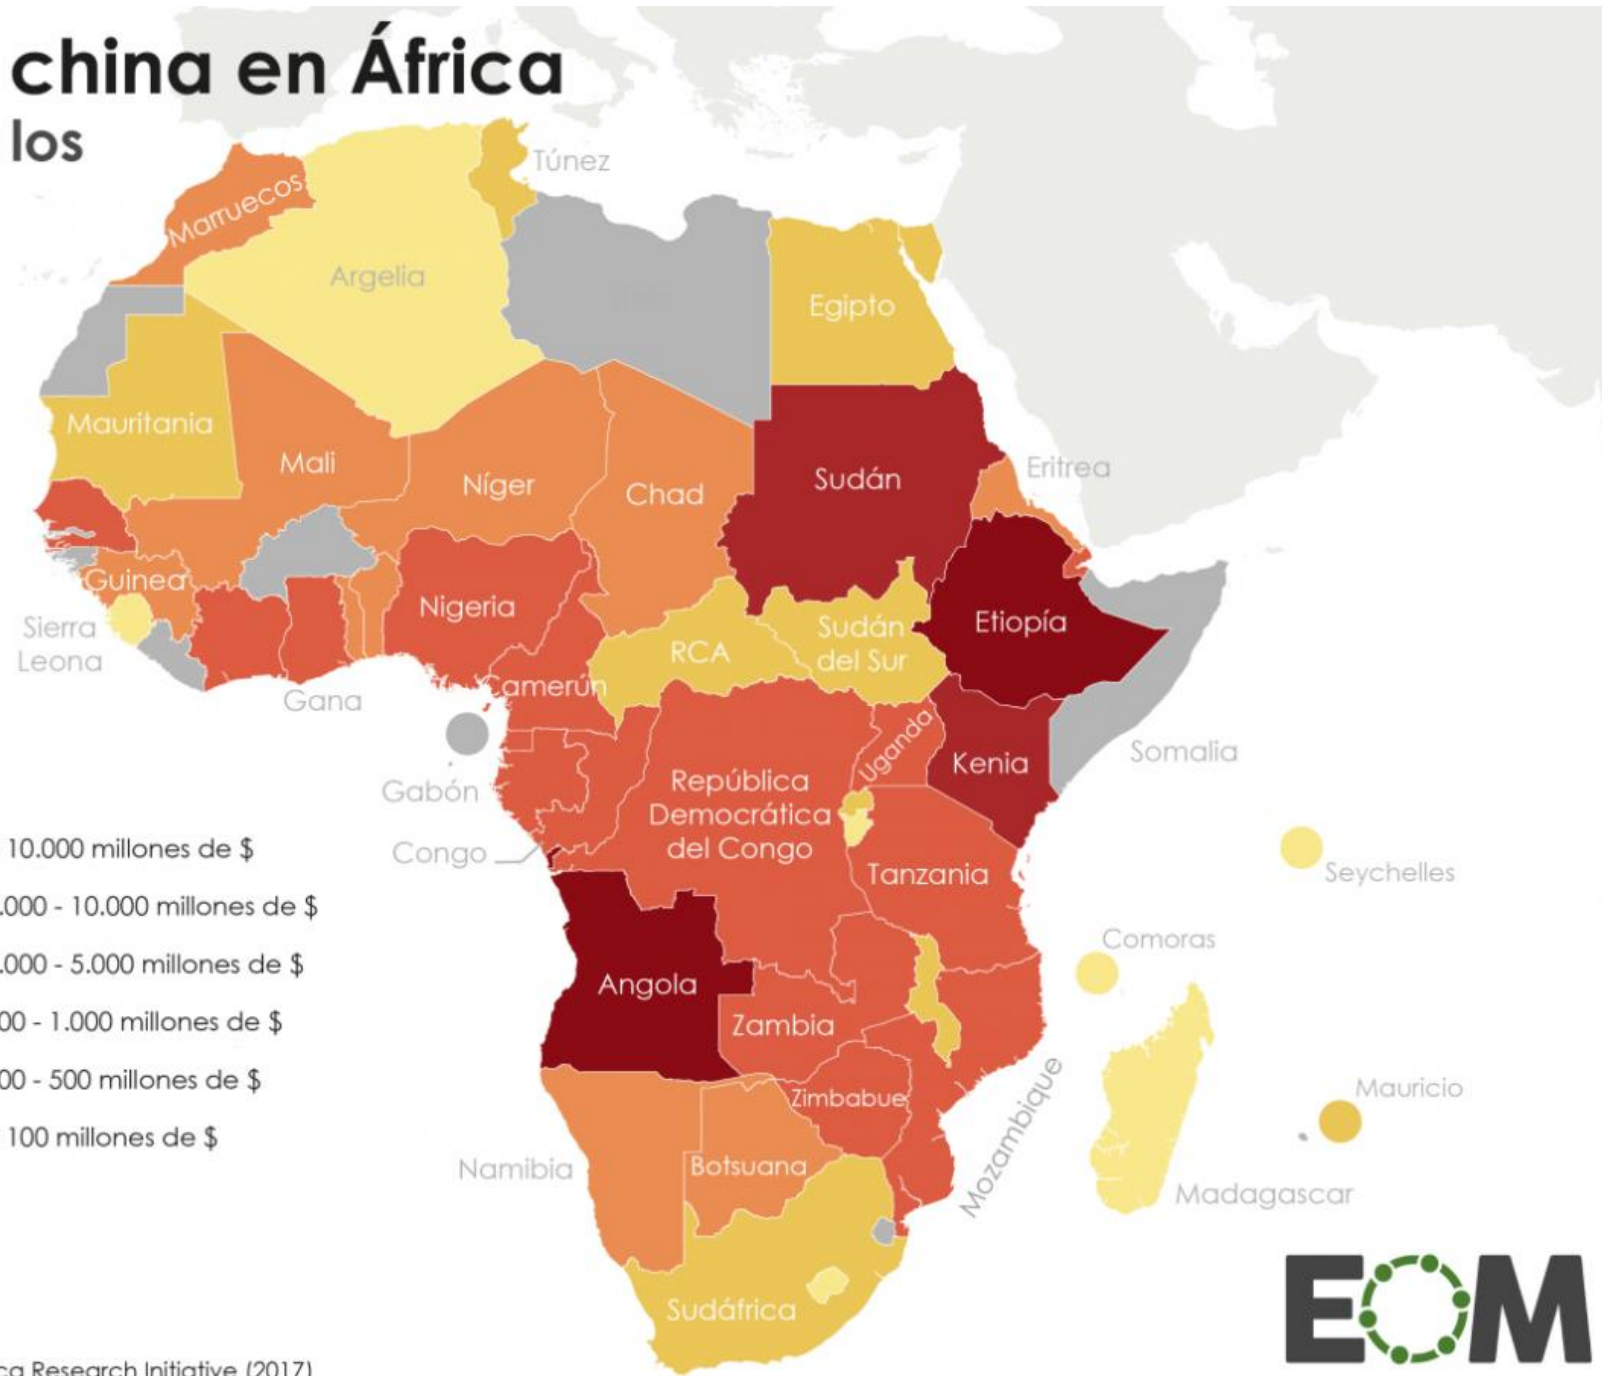 china en África
los
Túnez
Marruecos
Argelia
Egipto
Mauritania
Mali
Níger
Chad
Sudán
Eritrea
Guinea
Nigeria
Etiopía
Sierra
Leona
Sudán
del Sur
RCA
Camerún
Gana
Uganda
Kenia
Somalia
Gabón
República
Democrática
del Congo
Congo
Tanzania
Seychelles
10.000 millones de $
.000 - 10.000 millones de $
.000 - 5.000 millones de $
00 - 1.000 millones de $
00 - 500 millones de $
100 millones de $
Comoras
Angola
Zambia
Zimbabue
Mozambique
Mauricio
Namibia
Botsuana
Madagascar
Sudáfrica
EOM
ca Research Initiative (2017)